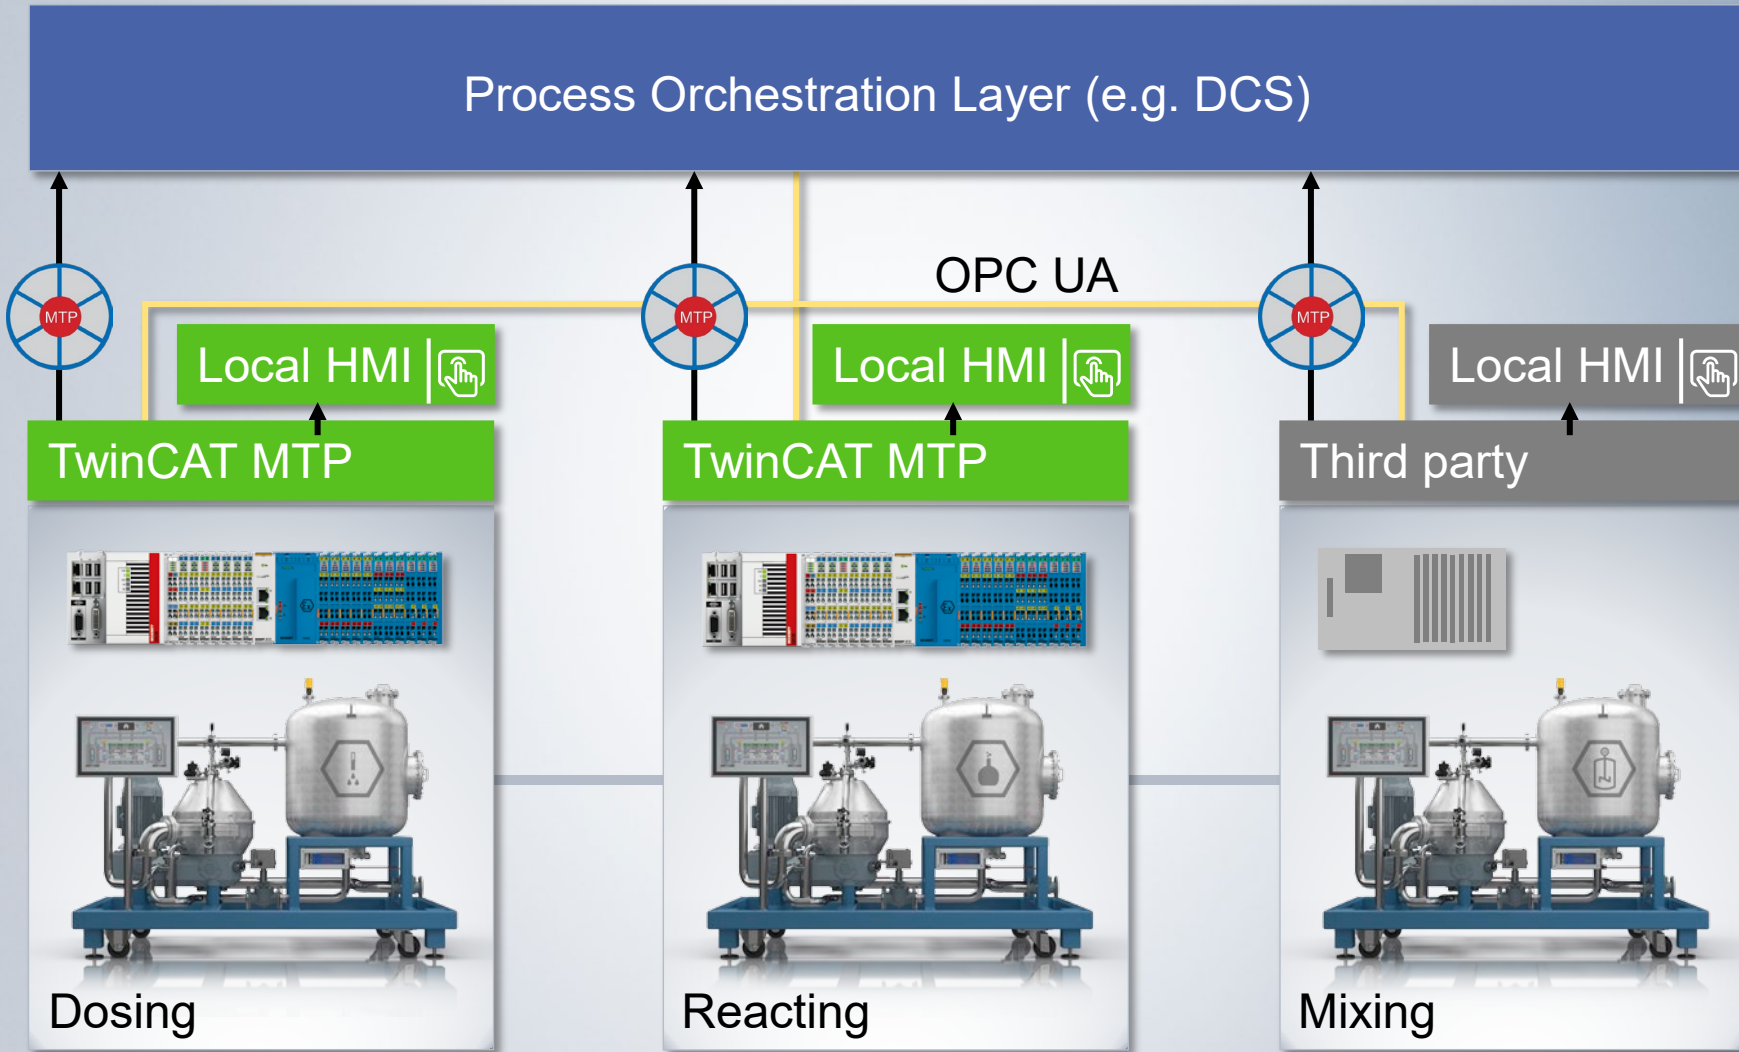 Process Orchestration Layer (e.g. DCS)
OPC UA
MTP
MTP
MTP
Local HMI
Local HMI
Local HMI
TwinCAT MTP
TwinCAT MTP
Third party
Dosing
Reacting
Mixing